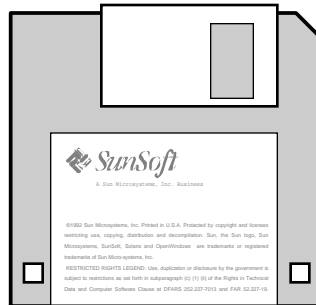 SunSoft
A Sun Microsystems, Inc. Business
©1992 Sun Microsystems, Inc. Printed in U.S.A. Protected by copyright and licenses
restricting use, copying, distribution and decompilation. Sun, the Sun logo, Sun
Microsystems, SunSoft, Solaris and OpenWindows are trademarks or registered
trademarks of Sun Micro-systems, Inc.
RESTRICTED RIGHTS LEGEND: Use, duplication or disclosure by the government is
subject to restrictions as set forth in subparagraph (c) (1) (ii) of the Rights in Technical
Data and Computer Software Clause at DFARS 252.227-7013 and FAR 52.227-19.